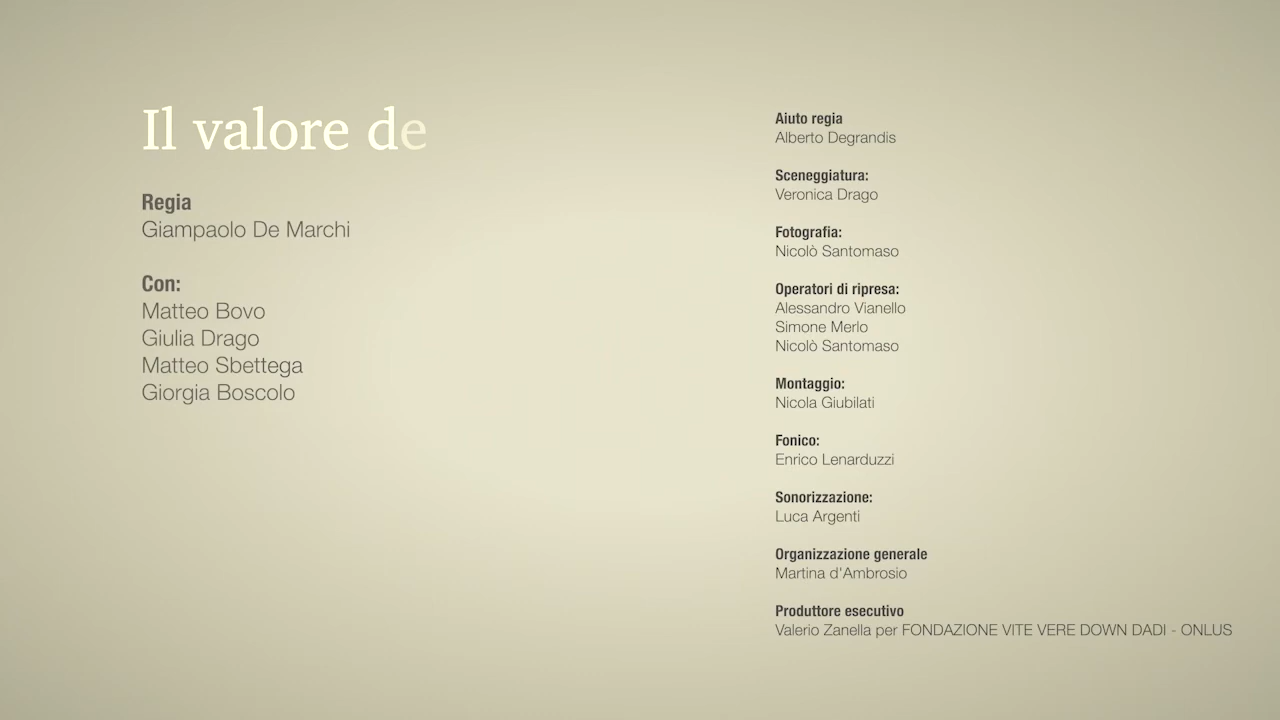 Il valore de
Regia
Giampaolo De Marchi
Con:
Matteo Bovo
Giulia Drago
Matteo Sbettega
Giorgia Boscolo
Aiuto regia
Alberto Degrandis
Sceneggiatura:
Veronica Drago
Fotografia:
Nicolò Santomaso
Operatori di ripresa:
Alessandro Vianello
Simone Merlo
Nicolò Santomaso
Montaggio:
Nicola Giubilati
Fonico:
Enrico Lenarduzzi
Sonorizzazione:
Luca Argenti
Organizzazione generale
Martina d'Ambrosio
Produttore esecutivo
Valerio Zanella per FONDAZIONE VITE VERE DOWN DADI - ONLUS